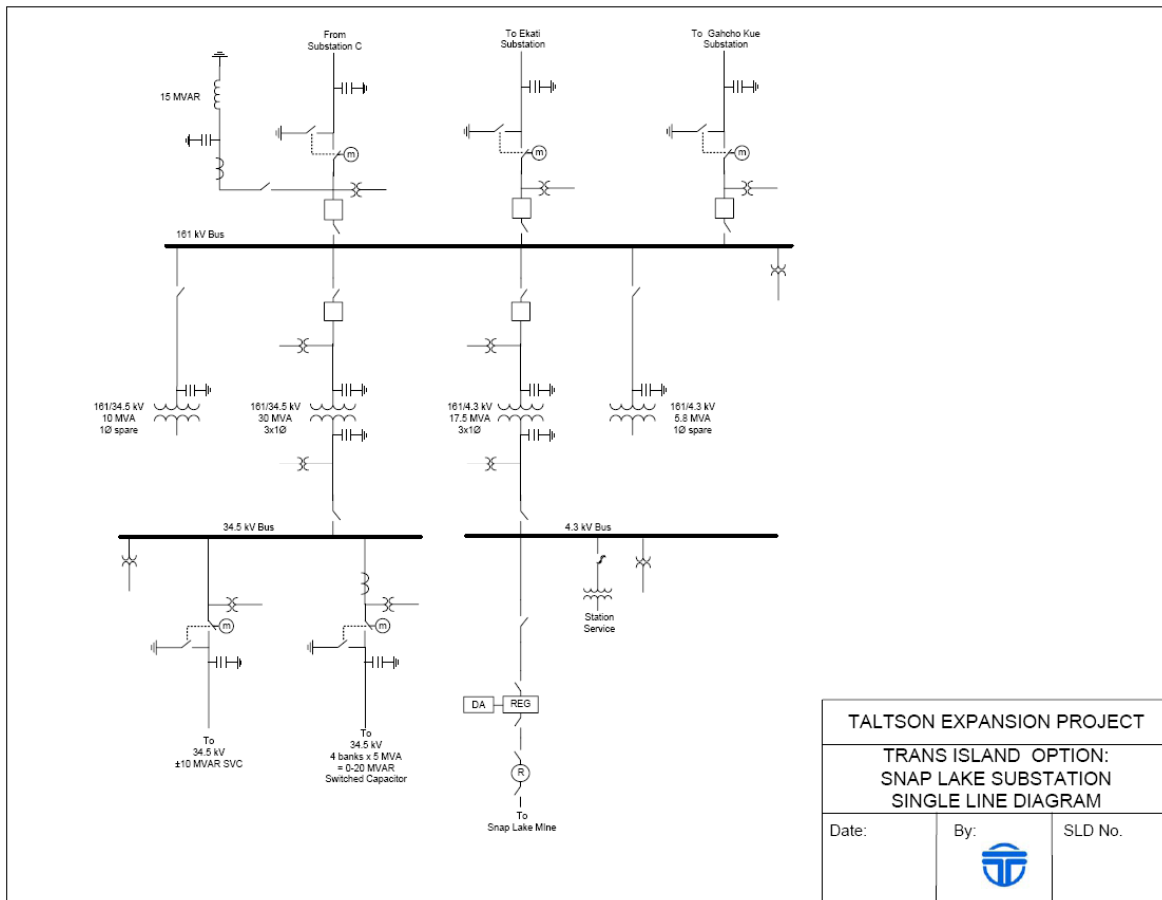 From
Substation C
To Ekati
Substation
To Gahcho Kue
Substation
15 MVAR
m
m
m
161 kV Bus
161/34.5 kV
10 MVA
1Ø spare
161/34.5 kV
30 MVA
3x1Ø
161/4.3 kV
17.5 MVA
3x1Ø
161/4.3 kV
5.8 MVA
1Ø spare
34.5 kV Bus
4.3 kV Bus
m
m
Station
Service
DA
REG
To
34.5 kV
±10 MVAR SVC
To
34.5 kV
4 banks x 5 MVA
= 0-20 MVAR
Switched Capacitor
R
To
Snap Lake Mine
TALTSON EXPANSION PROJECT
TRANS ISLAND OPTION:
SNAP LAKE SUBSTATION
SINGLE LINE DIAGRAM
Date:
By:
SLD No.